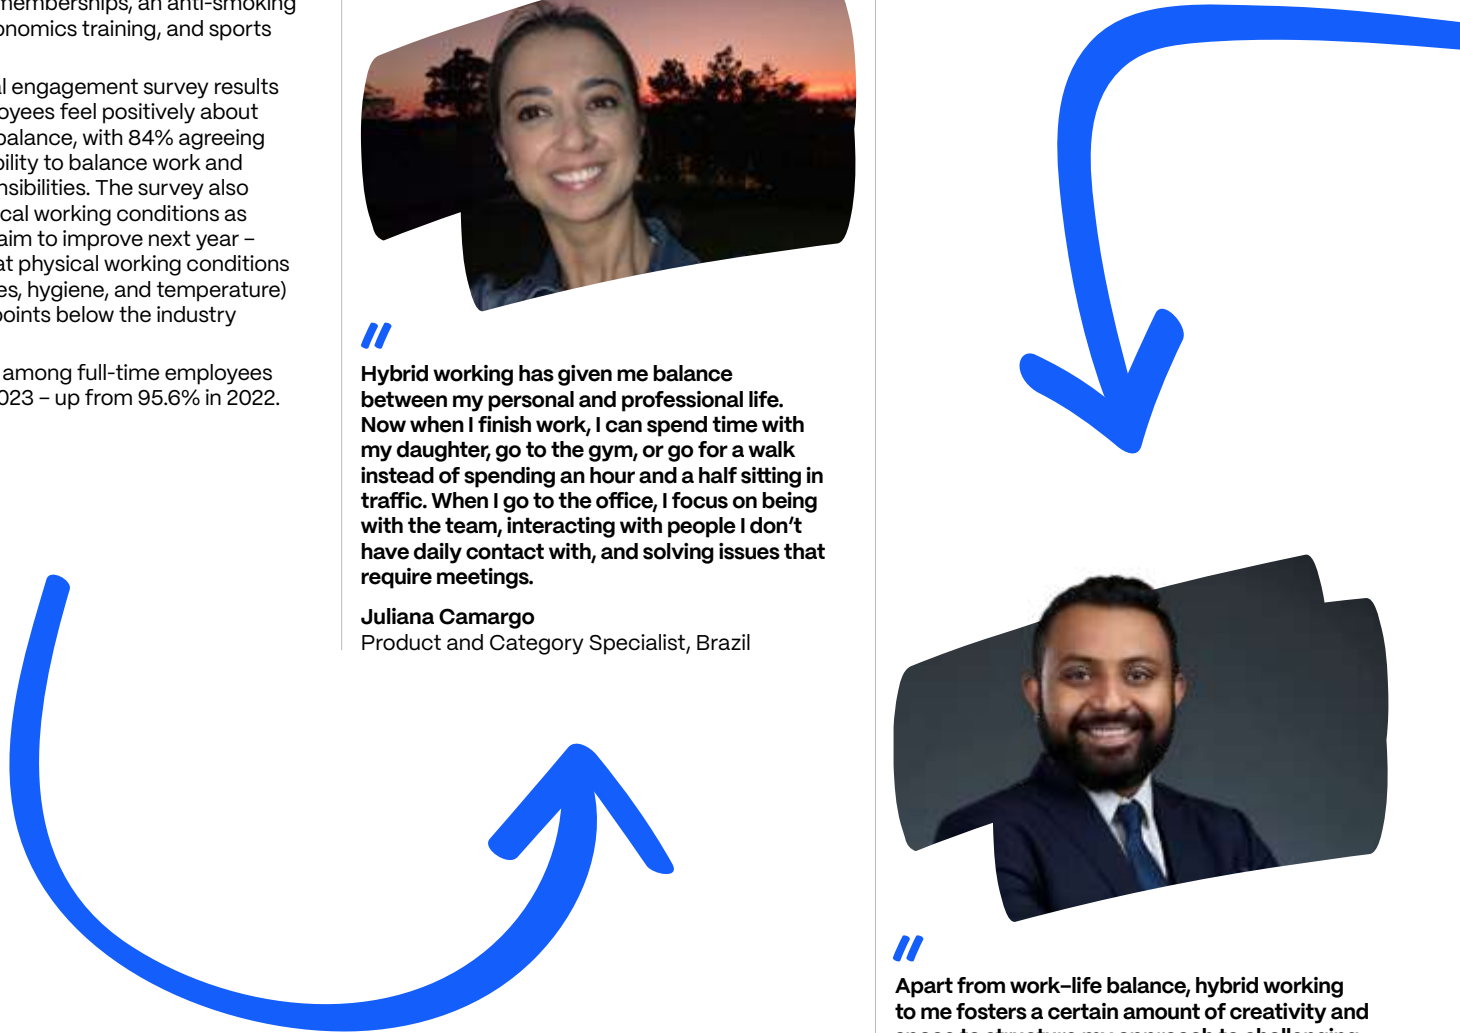 memberships, an anti-smoking
onomics training, and sports
engagement survey results
oyees feel positively about
balance, with 84% agreeing
bility to balance work and
nsibilities. The survey also
cal working conditions as
aim to improve next year –
at physical working conditions
es, hygiene, and temperature)
points below the industry
among full-time employees
023 – up from 95.6% in 2022.
Hybrid working has given me balance
between my personal and professional life.
Now when I finish work, I can spend time with
my daughter, go to the gym, or go for a walk
instead of spending an hour and a half sitting in
traffic. When I go to the office, I focus on being
with the team, interacting with people I don’t
have daily contact with, and solving issues that
require meetings.
Juliana Camargo
Product and Category Specialist, Brazil
Apart from work–life balance, hybrid working
to me fosters a certain amount of creativity and
space to structure my approach to challenging